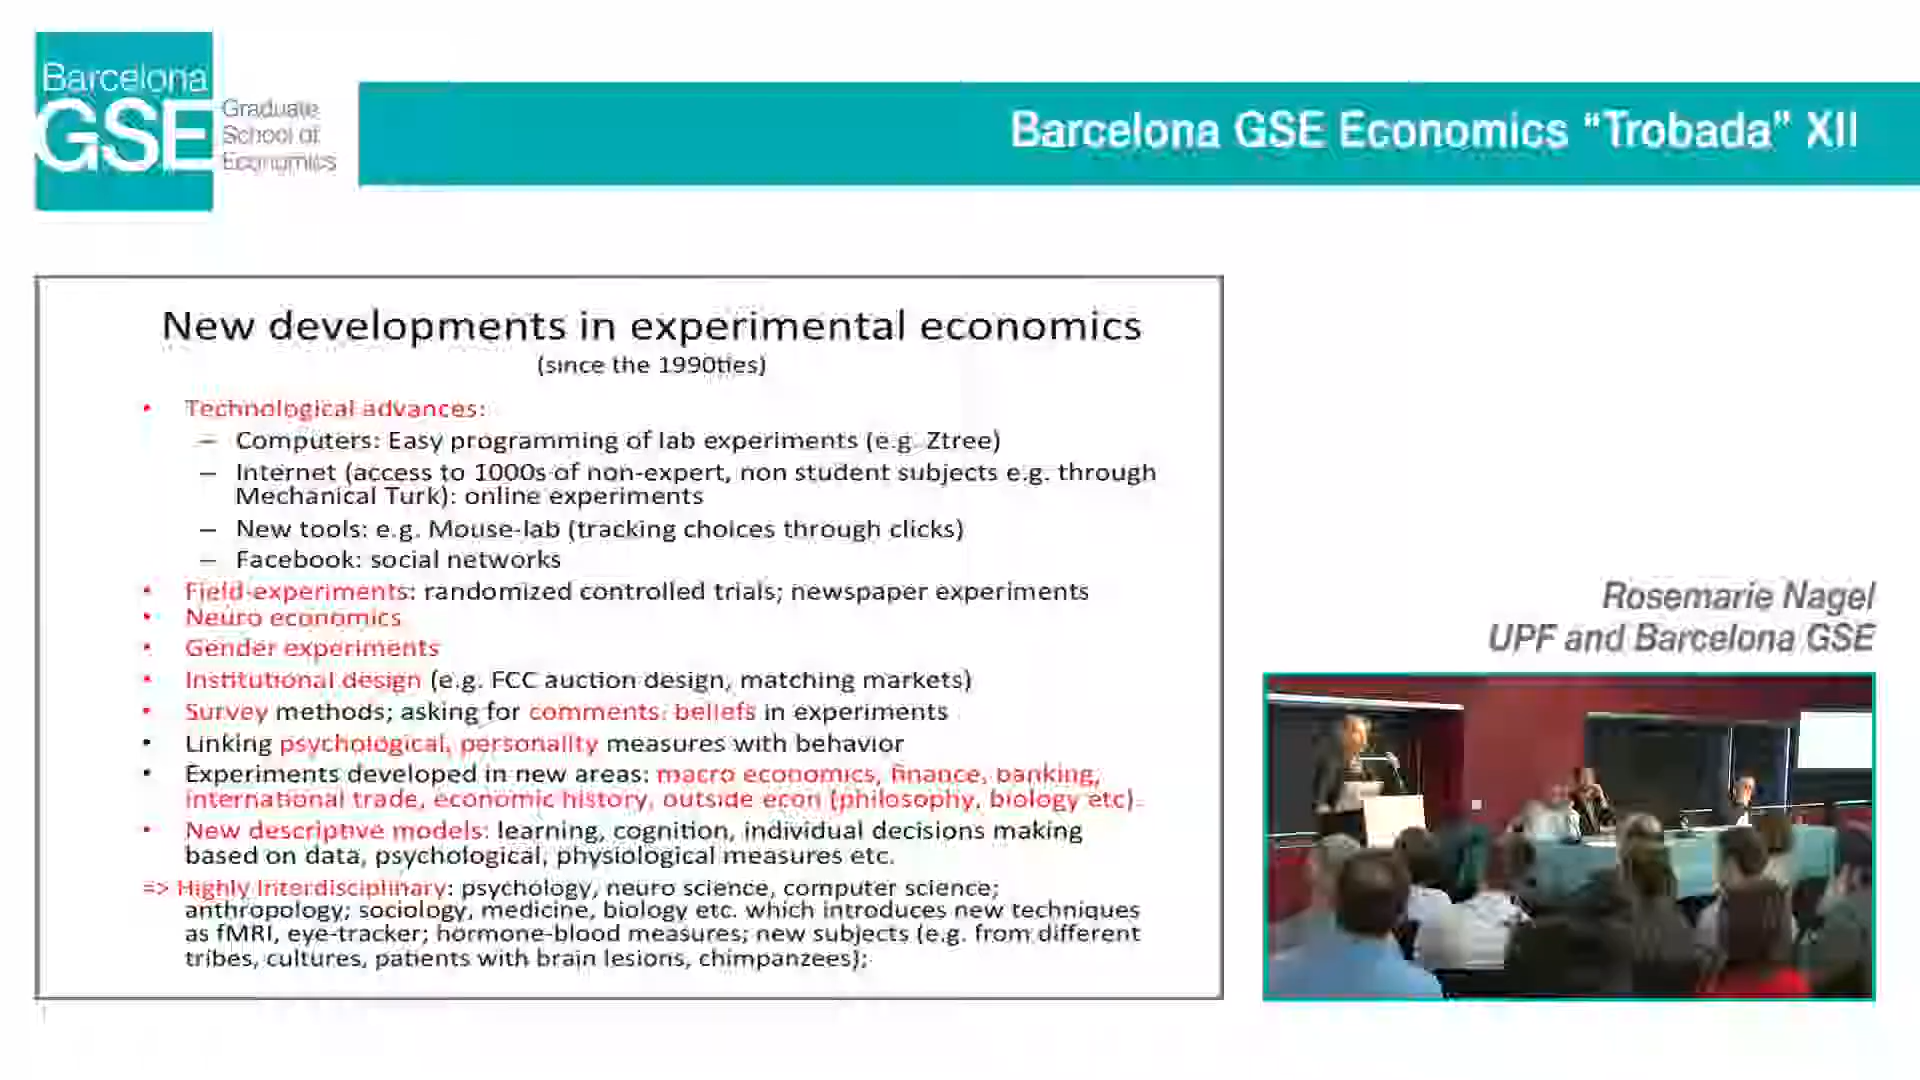 Barcelona
GSE
Graduate
School of
Economics
Barcelona GSE Economics “Trobada” XII
New developments in experimental economics
(since the 1990ties)
• Technological advances:
– Computers: Easy programming of lab experiments (e.g. Ztree)
– Internet (access to 1000s of non-expert, non student subjects e.g. through
Mechanical Turk): online experiments
– New tools: e.g. Mouse-lab (tracking choices through clicks)
– Facebook: social networks
• Field-experiments: randomized controlled trials; newspaper experiments
• Neuro economics
• Gender experiments
• Institutional design (e.g. FCC auction design, matching markets)
• Survey methods; asking for comments, beliefs in experiments
• Linking psychological, personality measures with behavior
• Experiments developed in new areas: macro economics, finance, banking,
international trade, economic history, outside econ (philosophy, biology etc).
• New descriptive models: learning, cognition, individual decisions making
based on data, psychological, physiological measures etc.
=> Highly Interdisciplinary: psychology, neuro science, computer science;
anthropology; sociology, medicine, biology etc. which introduces new techniques
as fMRI, eye-tracker; hormone-blood measures; new subjects (e.g. from different
tribes, cultures, patients with brain lesions, chimpanzees);
Rosemarie Nagel
UPF and Barcelona GSE